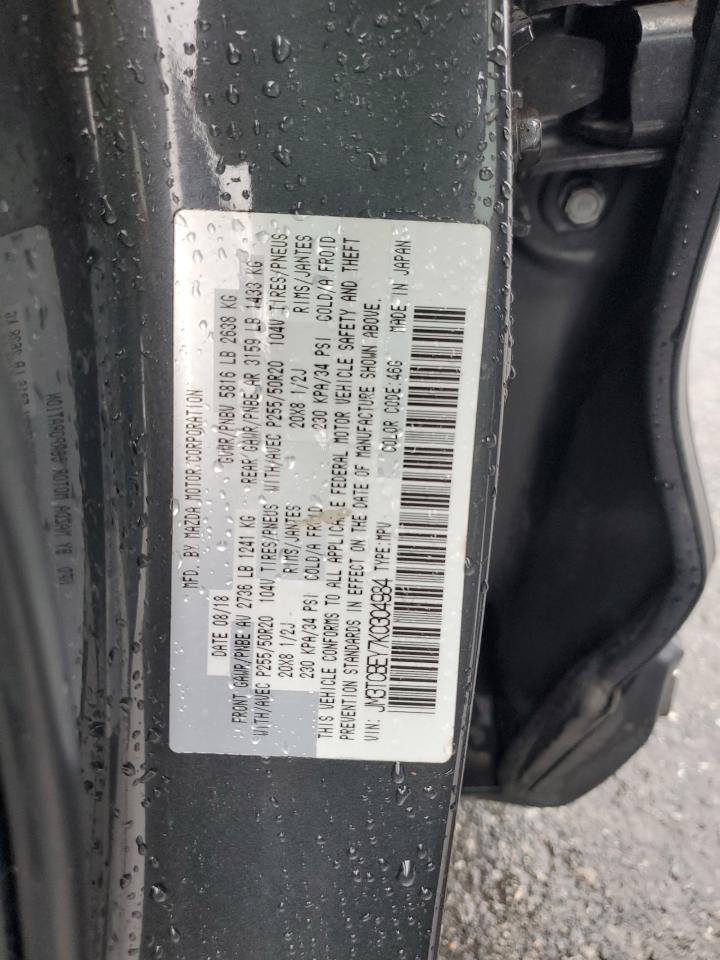 MFD. BY MAZDA MOTOR CORPORATION
DATE 08/18 GVWR/PNBV 5816 LB 2638 KG
FRONT GAWR/PNBE AV 2736 LB 1241 KG REAR GAWR/PNBE AR 3159 LB 1433 KG
WITH/AVEC P255/50R20 104V TIRES/PNEUS WITH/AVEC P255/50R20 104V TIRES/PNEUS
20X8 1/2J RIMS/JANTES 20X8 1/2J RIMS/JANTES
230 KPA/34 PSI COLD/A FROID 230 KPA/34 PSI COLD/A FROID
THIS VEHICLE CONFORMS TO ALL APPLICABLE FEDERAL MOTOR VEHICLE SAFETY AND THEFT
PREVENTION STANDARDS IN EFFECT ON THE DATE OF MANUFACTURE SHOWN ABOVE.
VIN: JM3TCBEY7K0304984 TYPE:MPV COLOR CODE:46G MADE IN JAPAN